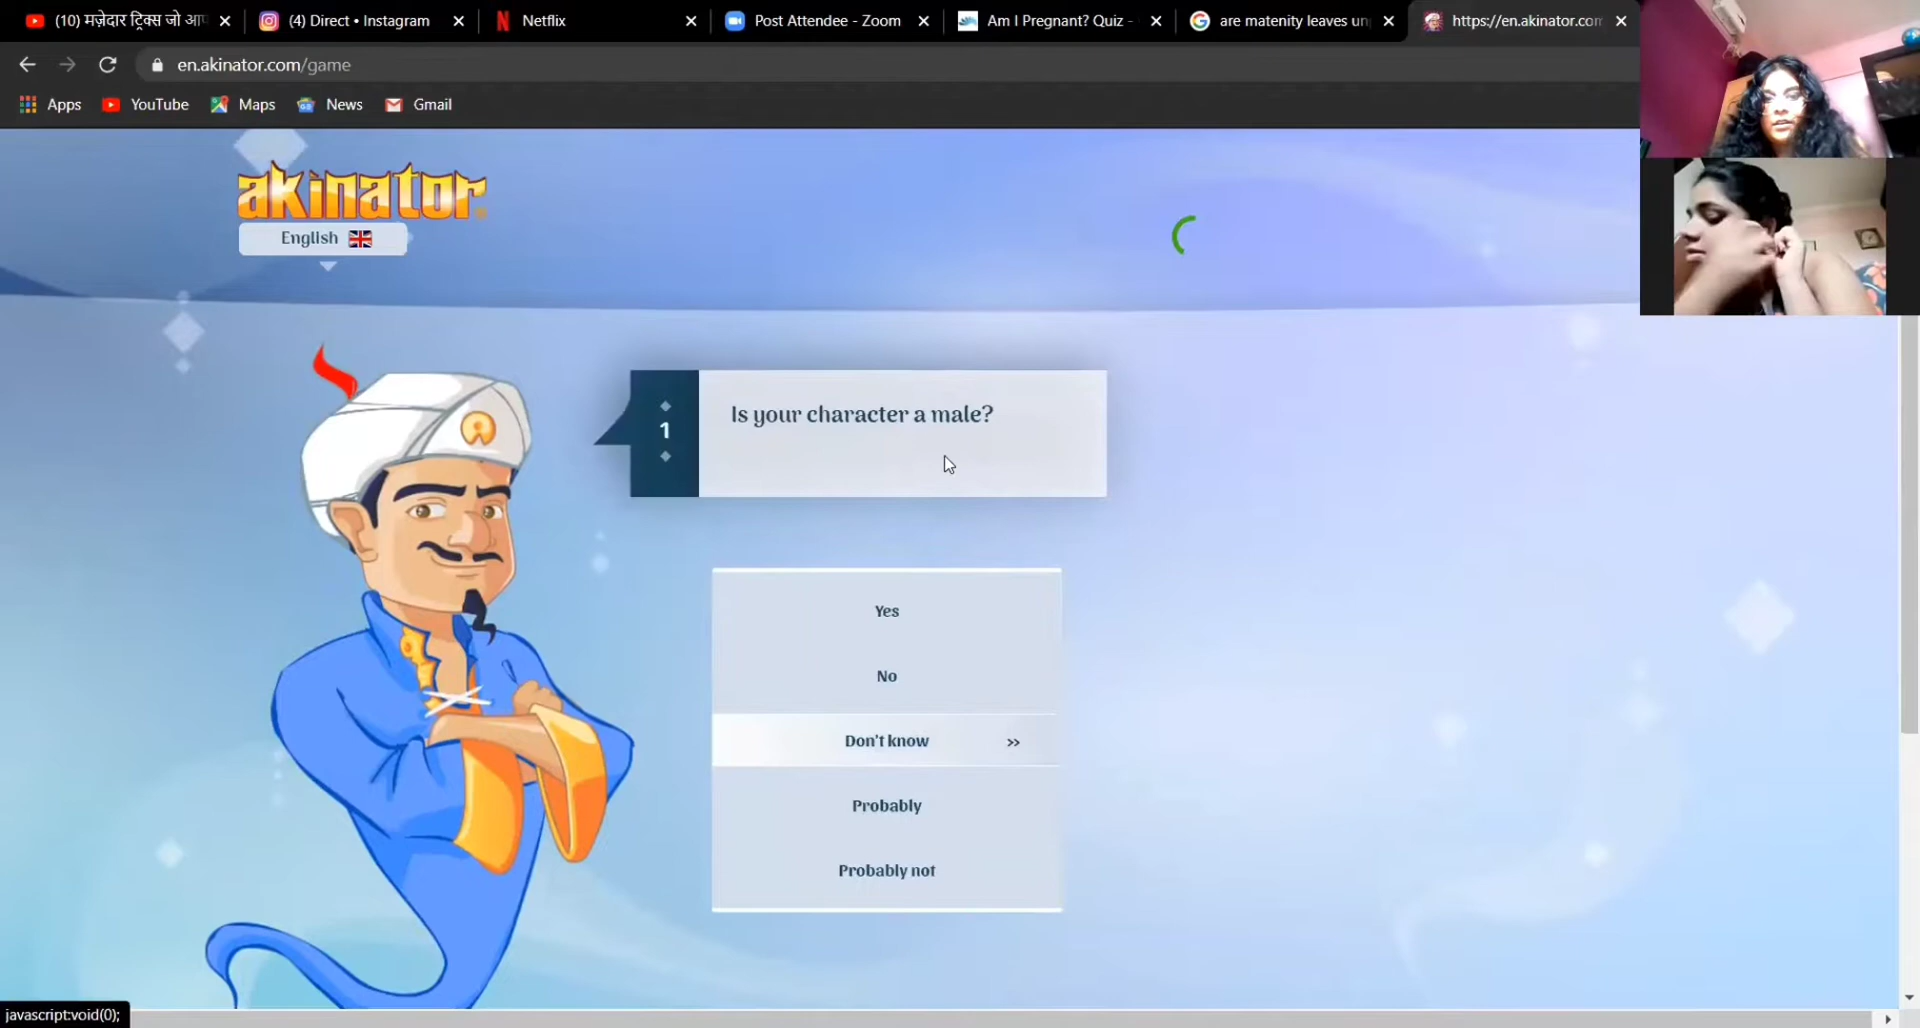 (10) मज़ेदार ट्रिक्स जो आप
(4) Direct • Instagram
Netflix
Post Attendee - Zoom
Am I Pregnant? Quiz -
are matenity leaves un
https://en.akinator.com
en.akinator.com/game
Apps
YouTube
Maps
News
Gmail
akinator
English
1
Is your character a male?
Yes
No
Don't know >>
Probably
Probably not
javascript:void(0);